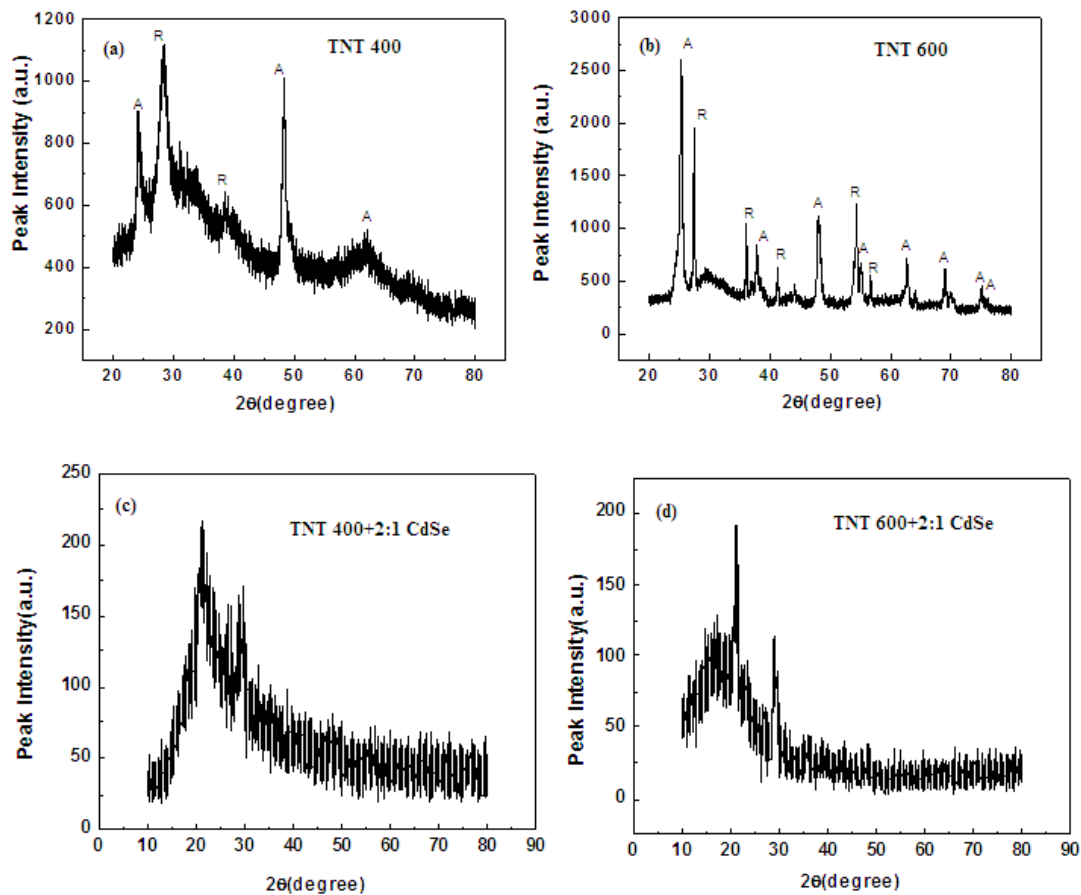 (a)
TNT 400
R
A
A
R
A
1200
1000
800
600
400
200
Peak Intensity (a.u.)
20 30 40 50 60 70 80
2θ(degree)
(b)
TNT 600
A
R
R
A
R
A
R
A
R
A
A
A
A
3000
2500
2000
1500
1000
500
0
Peak Intensity (a.u.)
20 30 40 50 60 70 80
2θ(degree)
(c)
TNT 400+2:1 CdSe
250
200
150
100
50
0
Peak Intensity(a.u.)
0 10 20 30 40 50 60 70 80 90
2θ(degree)
(d)
TNT 600+2:1 CdSe
200
150
100
50
0
Peak Intensity(a.u.)
0 10 20 30 40 50 60 70 80 90
2θ(degree)